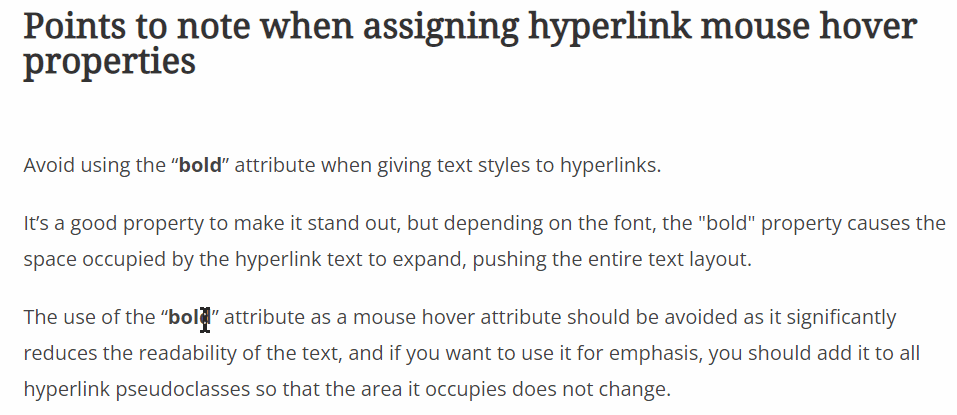 Points to note when assigning hyperlink mouse hover
properties
Avoid using the “bold” attribute when giving text styles to hyperlinks.
It’s a good property to make it stand out, but depending on the font, the "bold" property causes the
space occupied by the hyperlink text to expand, pushing the entire text layout.
The use of the “bold” attribute as a mouse hover attribute should be avoided as it significantly
reduces the readability of the text, and if you want to use it for emphasis, you should add it to all
hyperlink pseudoclasses so that the area it occupies does not change.